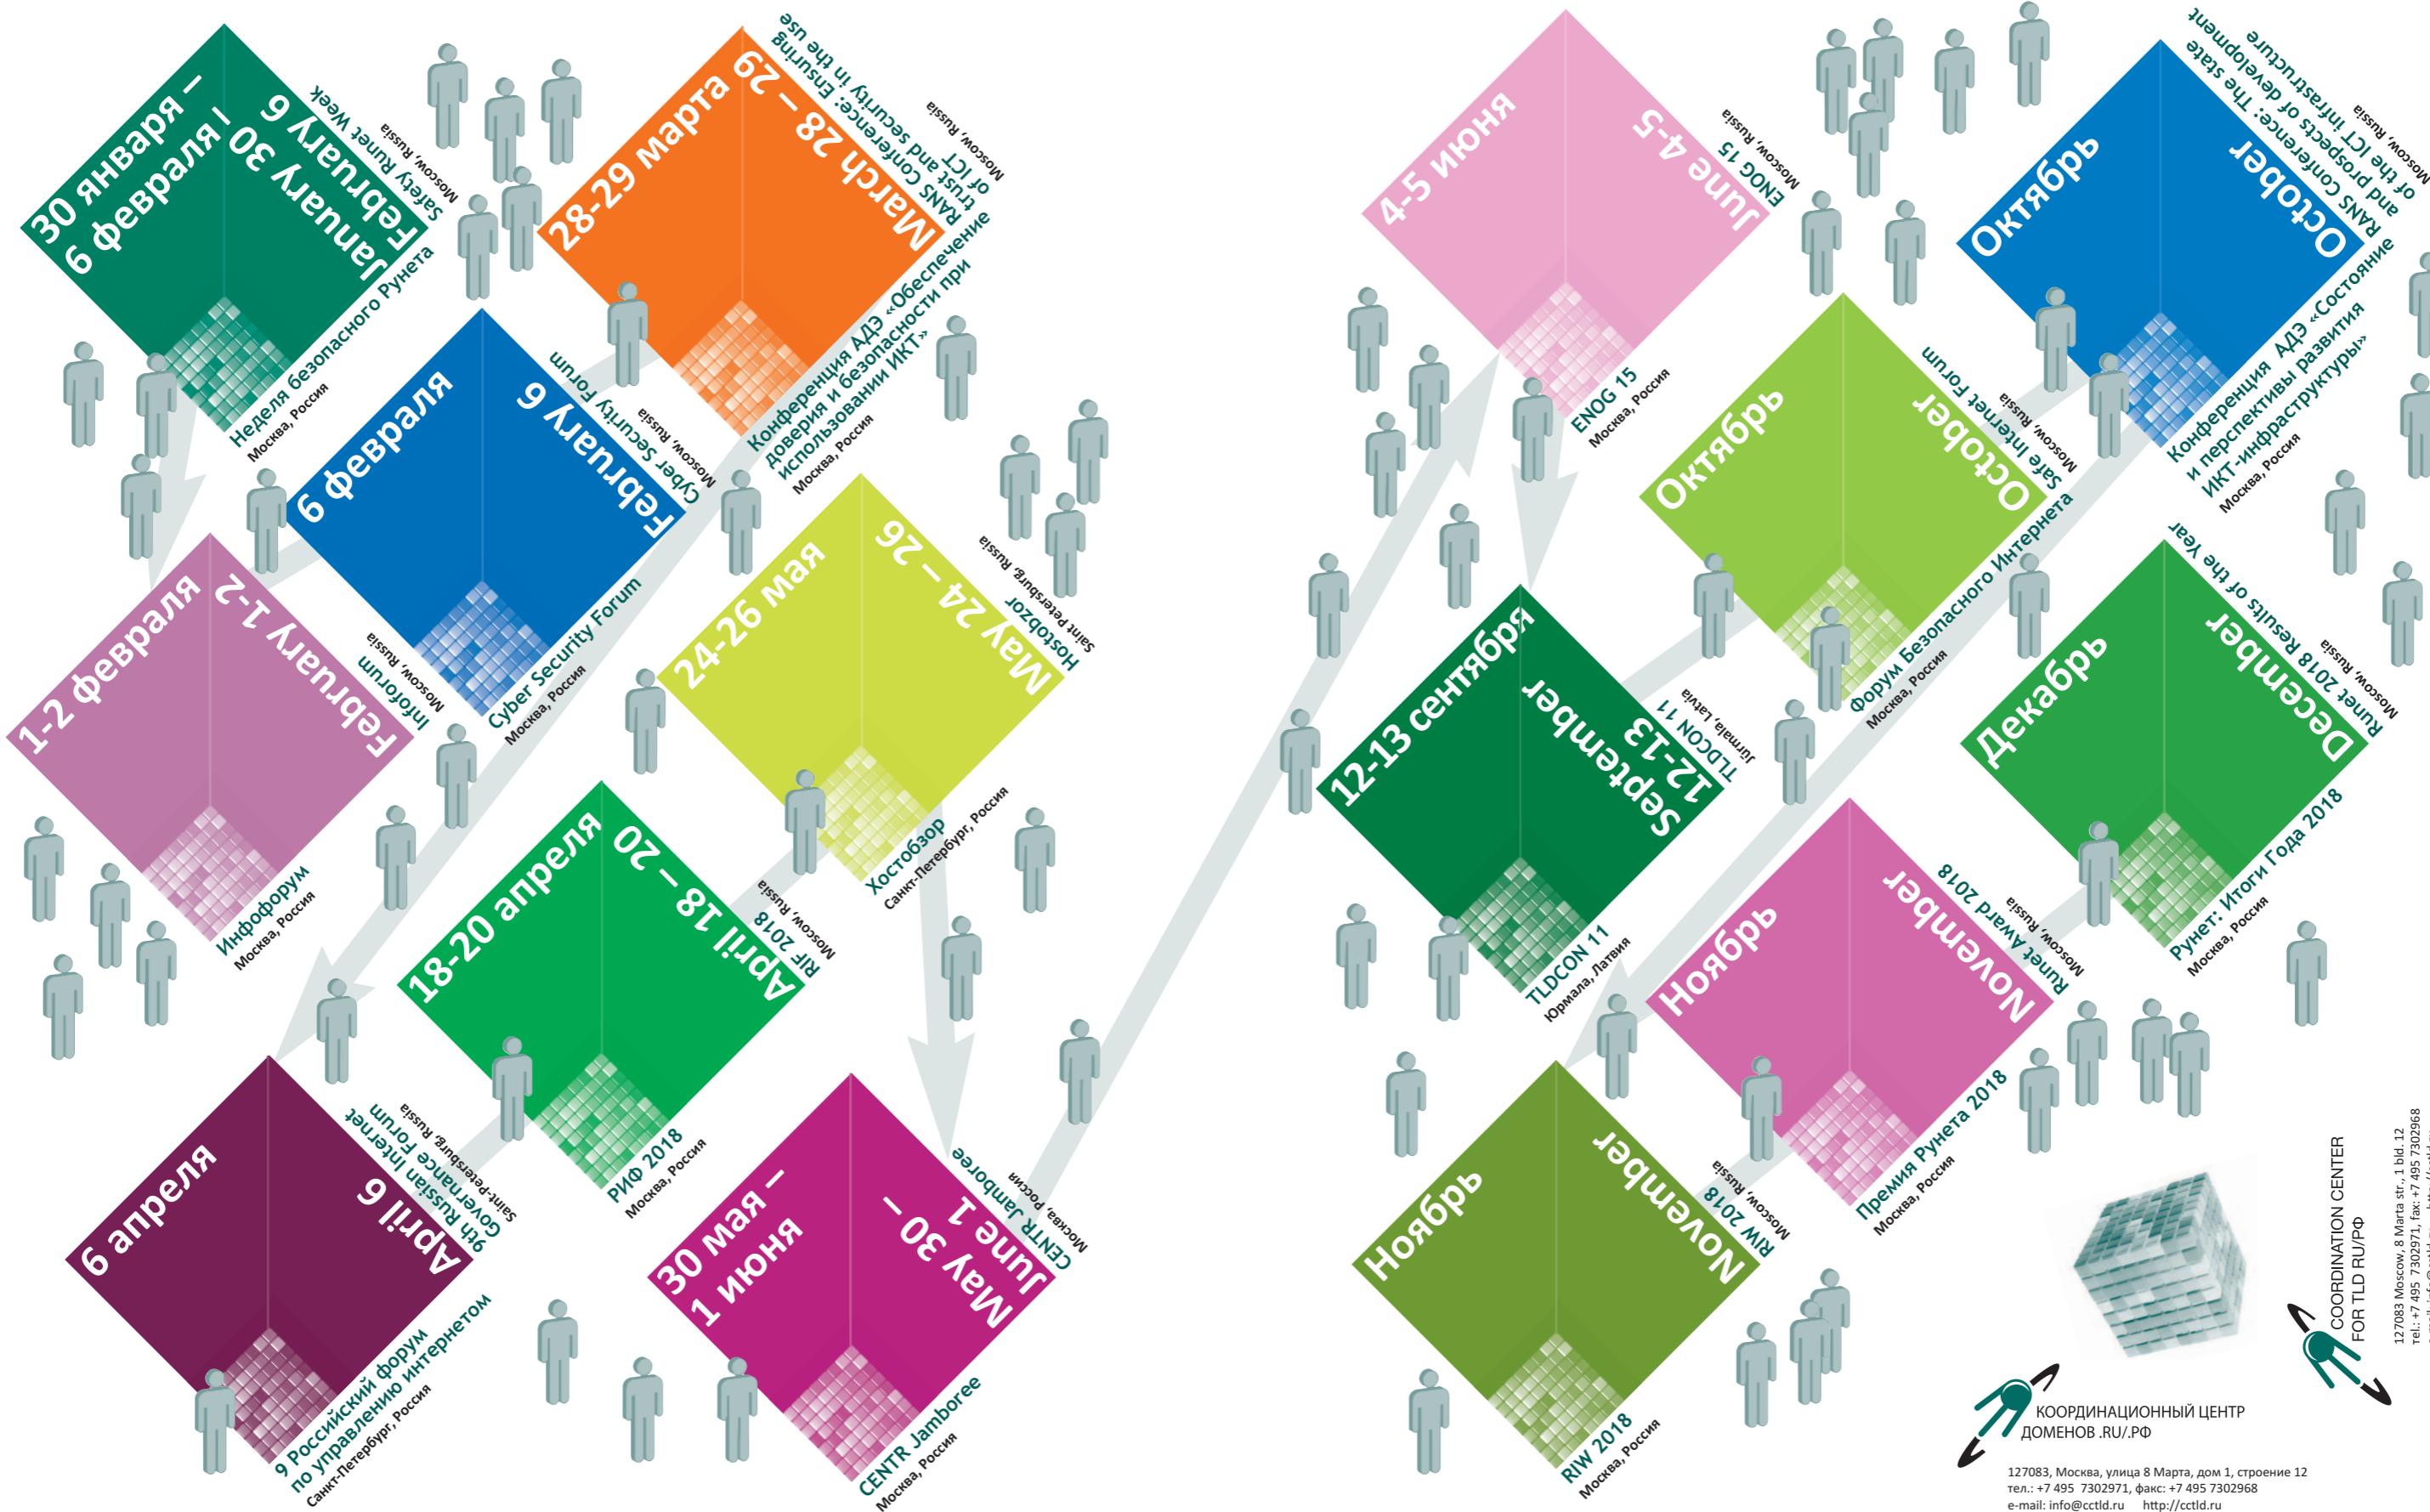 30 января –
6 февраля
January 30 –
February 6
Safety Runet Week
Moscow, Russia
Неделя безопасного Рунета
Москва, Россия
1-2 февраля
February 1-2
Inforum
Moscow, Russia
Инфофорум
Москва, Россия
6 февраля
February 6
Cyber Security Forum
Moscow, Russia
Cyber Security Forum
Москва, Россия
28-29 марта
March 28 – 29
RANS Conference: Ensuring
trust and security in the use
of ICT
Moscow, Russia
Конференция АДЭ «Обеспечение
доверия и безопасности при
использовании ИКТ»
Москва, Россия
6 апреля
April 6
9th Russian Internet
Governance Forum
Saint-Petersburg, Russia
9 Российский форум
по управлению интернетом
Санкт-Петербург, Россия
18-20 апреля
April 18 – 20
RIF 2018
Moscow, Russia
РИФ 2018
Москва, Россия
24-26 мая
May 24 – 26
Hostobzor
Saint Petersburg, Russia
Хостобзор
Санкт-Петербург, Россия
30 мая –
1 июня
May 30 –
June 1
CENTR Jamboree
Москва, Россия
CENTR Jamboree
Москва, Россия
4-5 июня
June 4-5
ENOG 15
Moscow, Russia
ENOG 15
Москва, Россия
12-13 сентября
September
12-13
TLDCON 11
Jūrmala, Latvia
TLDCON 11
Юрмала, Латвия
Октябрь
October
Safe Internet Forum
Moscow, Russia
Форум Безопасного Интернета
Москва, Россия
Октябрь
October
RANS Conference: The state
and prospects of development
of the ICT infrastructure
Moscow, Russia
Конференция АДЭ «Состояние
и перспективы развития
ИКТ-инфраструктуры»
Москва, Россия
Ноябрь
November
RIW 2018
Moscow, Russia
RIW 2018
Москва, Россия
Ноябрь
November
Runet Award 2018
Moscow, Russia
Премия Рунета 2018
Москва, Россия
Декабрь
December
Runet 2018 Results of the Year
Moscow, Russia
Рунет: Итоги Года 2018
Москва, Россия
COORDINATION CENTER
FOR TLD RU/РФ
127083 Moscow, 8 Marta str., 1 bld. 12
tel.: +7 495 7302971, fax: +7 495 7302968
КООРДИНАЦИОННЫЙ ЦЕНТР
ДОМЕНОВ .RU/.РФ
127083, Москва, улица 8 Марта, дом 1, строение 12
тел.: +7 495 7302971, факс: +7 495 7302968
e-mail: info@cctld.ru http://cctld.ru